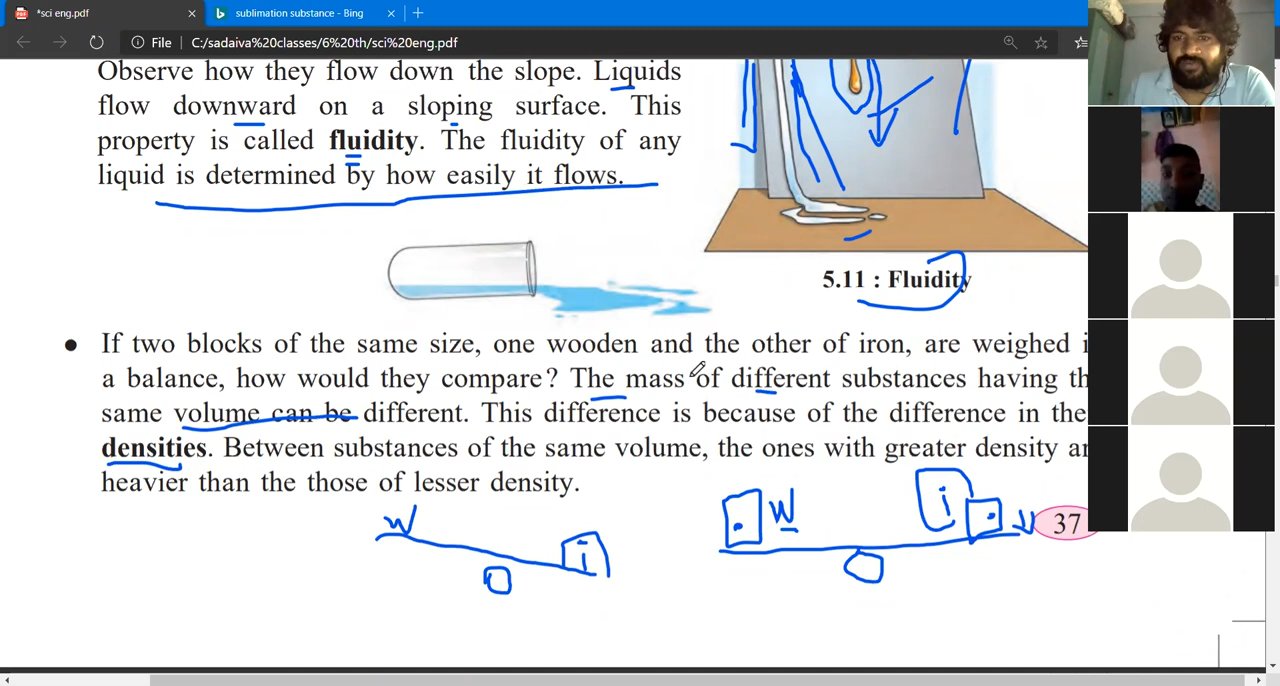 *sci eng.pdf
sublimation substance - Bing
File C:/sadaiva%20classes/6%20th/sci%20eng.pdf
Observe how they flow down the slope. Liquids
flow downward on a sloping surface. This
property is called fluidity. The fluidity of any
liquid is determined by how easily it flows.
5.11 : Fluidity
• If two blocks of the same size, one wooden and the other of iron, are weighed i
a balance, how would they compare? The mass of different substances having th
same volume can be different. This difference is because of the difference in the
densities. Between substances of the same volume, the ones with greater density ar
heavier than the those of lesser density.
W i
W i
37